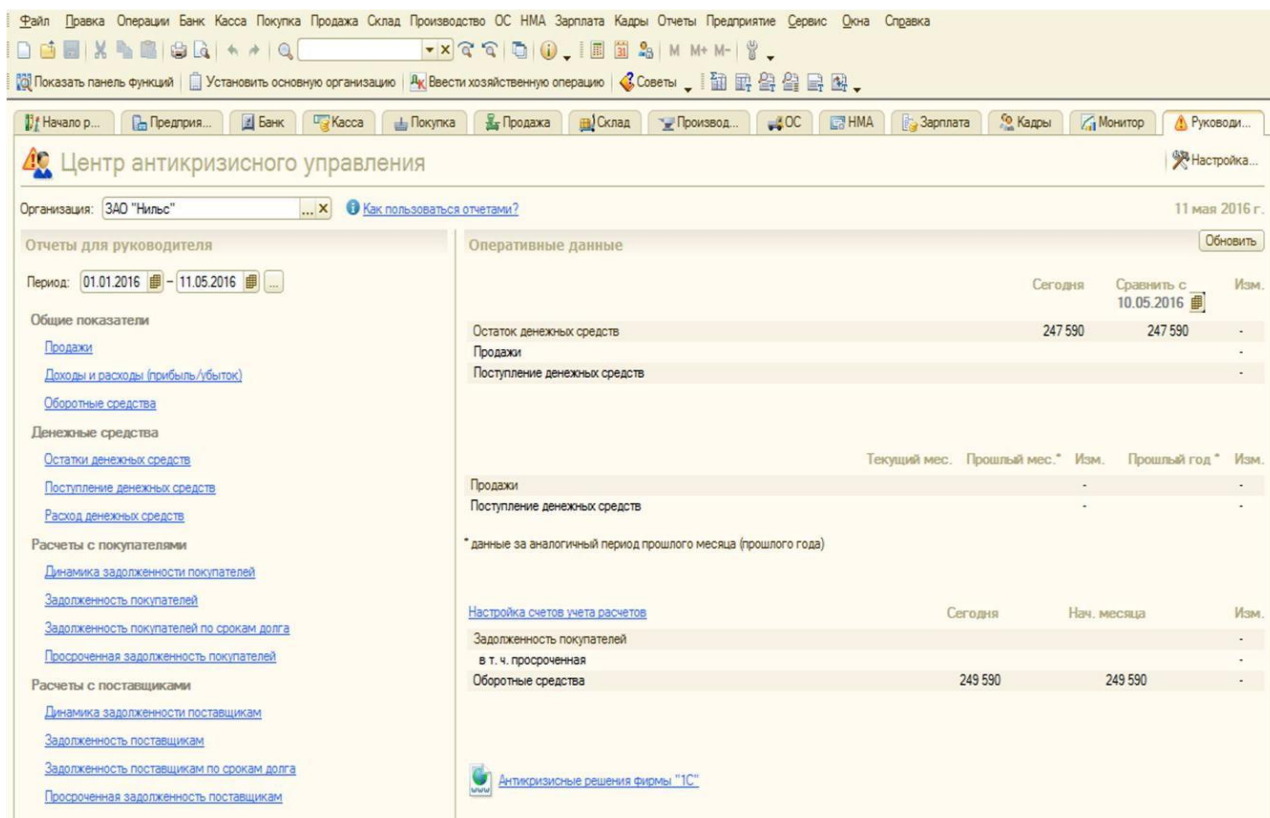 Файл Правка Операции Банк Касса Покупка Продажа Склад Производство ОС НМА Зарплата Кадры Отчеты Предприятие Сервис Окна Справка
M M+ M-
Показать панель функций Установить основную организацию Ввести хозяйственную операцию Советы
Начало р... Предприя... Банк Касса Покупка Продажа Склад Производ... ОС НМА Зарплата Кадры Монитор Руководи...
Центр антикризисного управления
Настройка...
Организация: ЗАО "Нильс" ... X Как пользоваться отчетами? 11 мая 2016 г.
Отчеты для руководителя
Период: 01.01.2016 – 11.05.2016 ...
Общие показатели
Продажи
Доходы и расходы (прибыль/убыток)
Оборотные средства
Денежные средства
Остатки денежных средств
Поступление денежных средств
Расход денежных средств
Расчеты с покупателями
Динамика задолженности покупателей
Задолженность покупателей
Задолженность покупателей по срокам долга
Просроченная задолженность покупателей
Расчеты с поставщиками
Динамика задолженности поставщикам
Задолженность поставщикам
Задолженность поставщикам по срокам долга
Просроченная задолженность поставщикам
Оперативные данные
Обновить
Сегодня Сравнить с Изм.
10.05.2016
Остаток денежных средств 247 590 247 590 -
Продажи -
Поступление денежных средств -
Текущий мес. Прошлый мес.* Изм. Прошлый год * Изм.
Продажи - -
Поступление денежных средств - -
* данные за аналогичный период прошлого месяца (прошлого года)
Настройка счетов учета расчетов Сегодня Нач. месяца Изм.
Задолженность покупателей -
в т. ч. просроченная -
Оборотные средства 249 590 249 590 -
Антикризисные решения фирмы "1С"